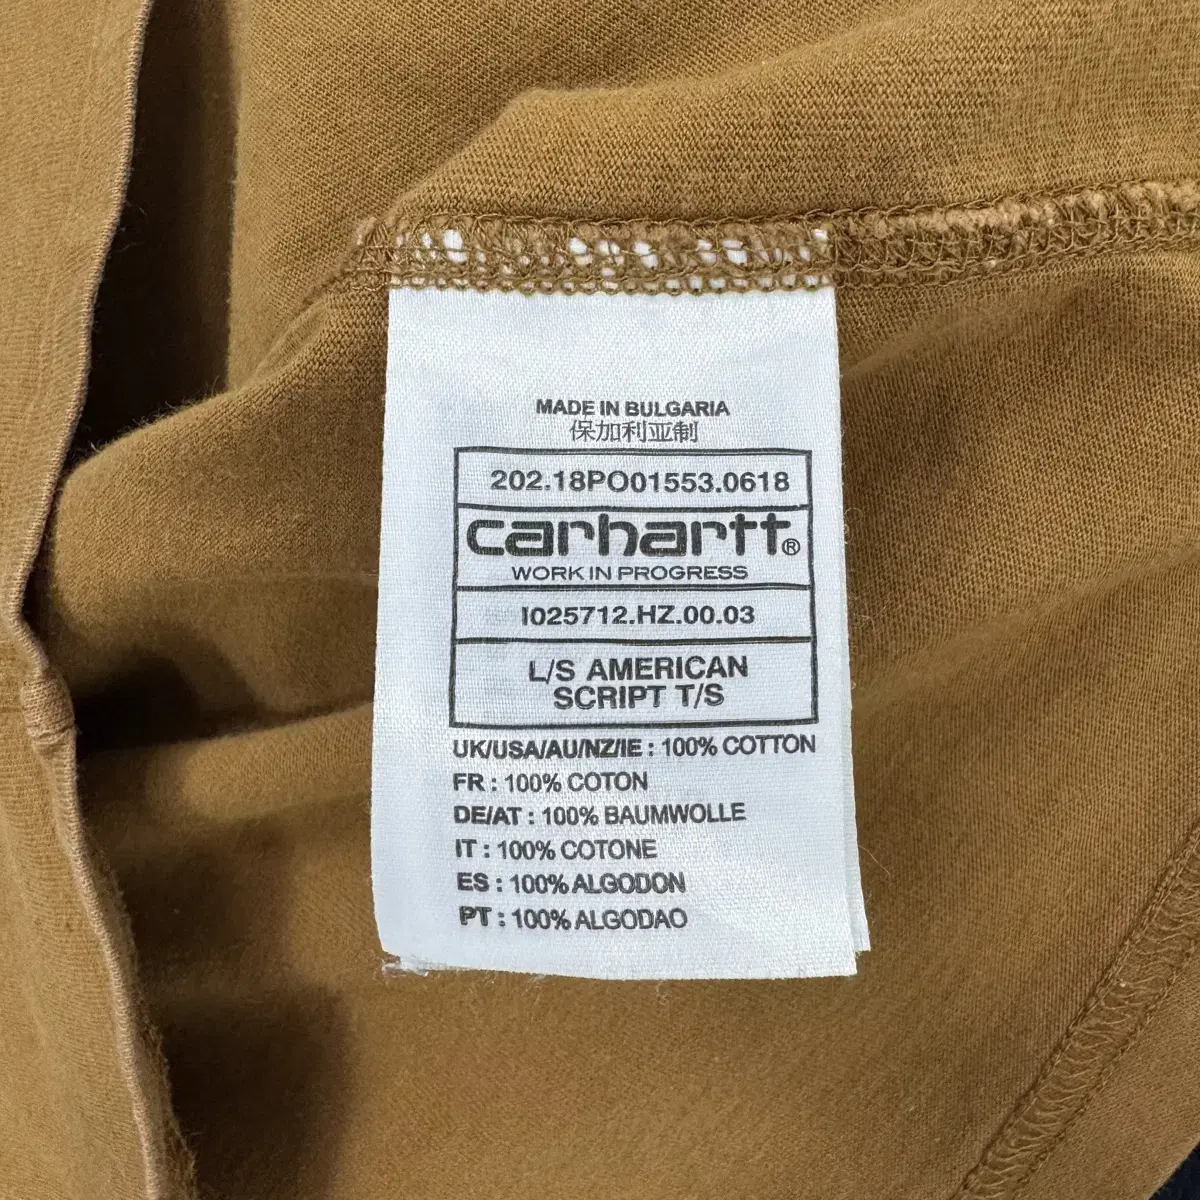 MADE IN BULGARIA
保加利亚制
202.18PO01553.0618
carhartt®
WORK IN PROGRESS
I025712.HZ.00.03
L/S AMERICAN
SCRIPT T/S
UK/USA/AU/NZ/IE : 100% COTTON
FR : 100% COTON
DE/AT : 100% BAUMWOLLE
IT : 100% COTONE
ES : 100% ALGODON
PT : 100% ALGODAO